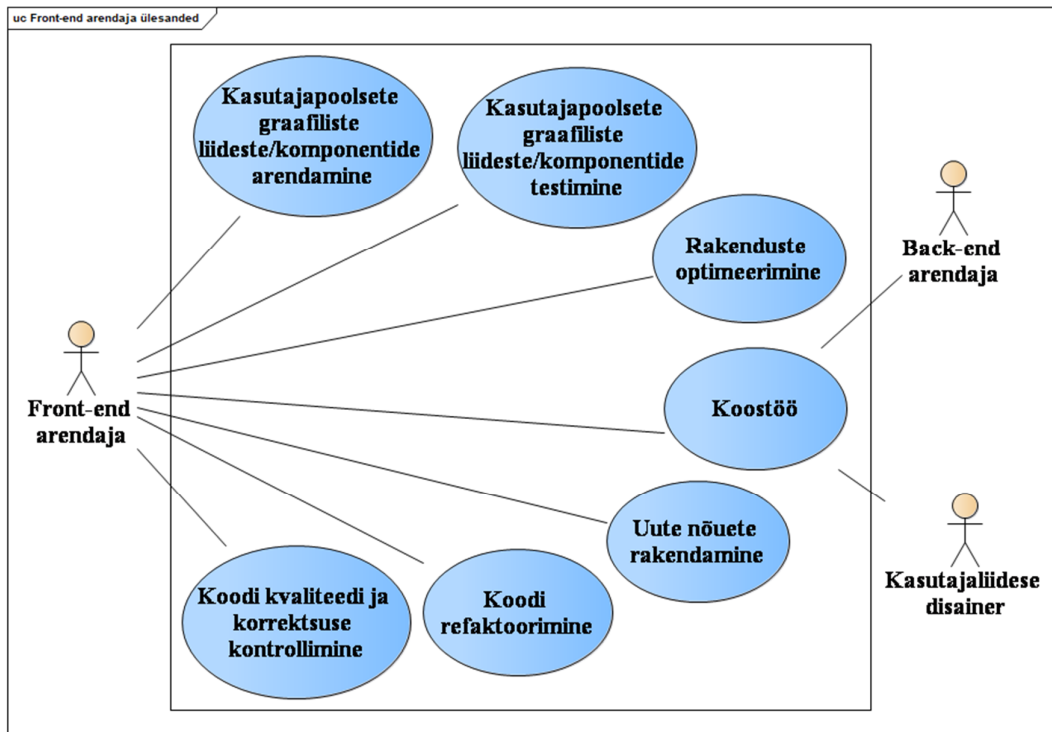 uc Front-end arendaja ülesanded
Kasutajapoolsete
graafiliste
liideste/komponentide
arendamine
Kasutajapoolsete
graafiliste
liideste/komponentide
testimine
Rakenduste
optimeerimine
Back-end
arendaja
Front-end
arendaja
Koostöö
Uute nõuete
rakendamine
Kasutajaliidese
disainer
Koodi kvaliteedi ja
korrektsuse
kontrollimine
Koodi
refaktoorimine